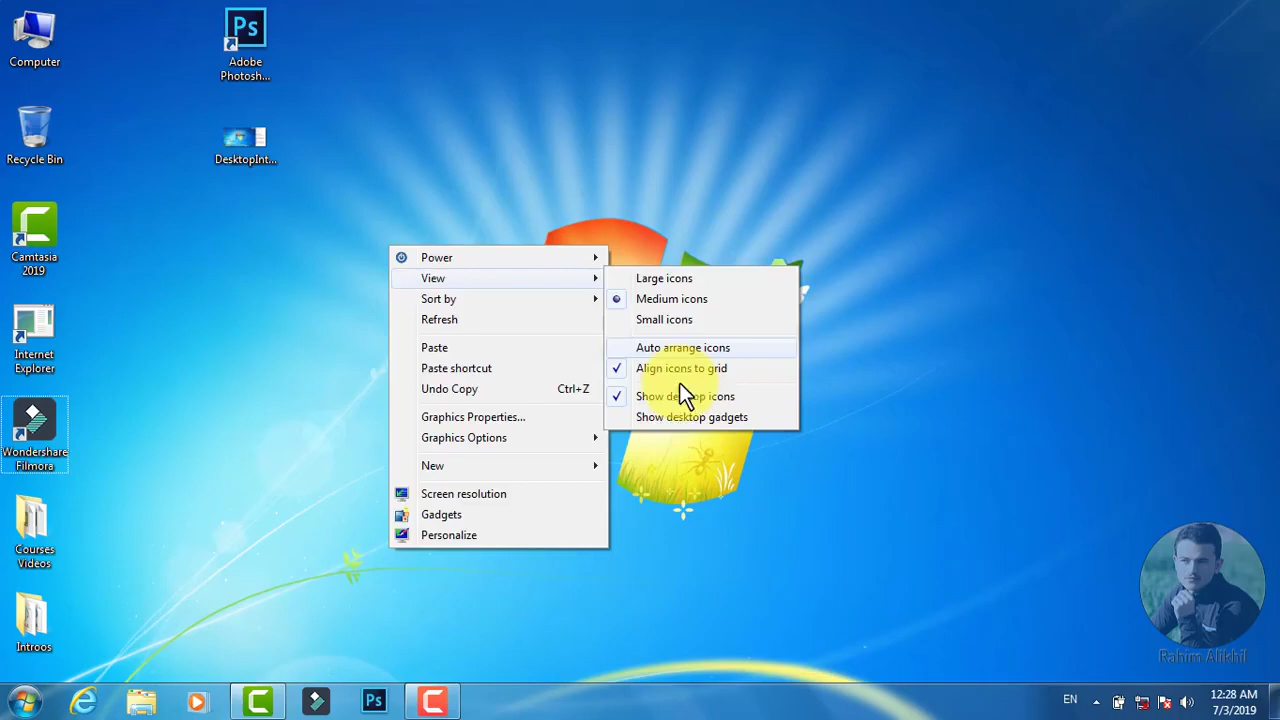 Computer
Ps
Adobe
Photosh...
Recycle Bin
DesktopInt...
Camtasia
2019
Internet
Explorer
Wondershare
Filmora
Courses
Videos
Introos
Power
View
Sort by
Refresh
Paste
Paste shortcut
Undo Copy Ctrl+Z
Graphics Properties...
Graphics Options
New
Screen resolution
Gadgets
Personalize
Large icons
Medium icons
Small icons
Auto arrange icons
Align icons to grid
Show desktop icons
Show desktop gadgets
Rahim Alikhil
Ps
EN
12:28 AM
7/3/2019